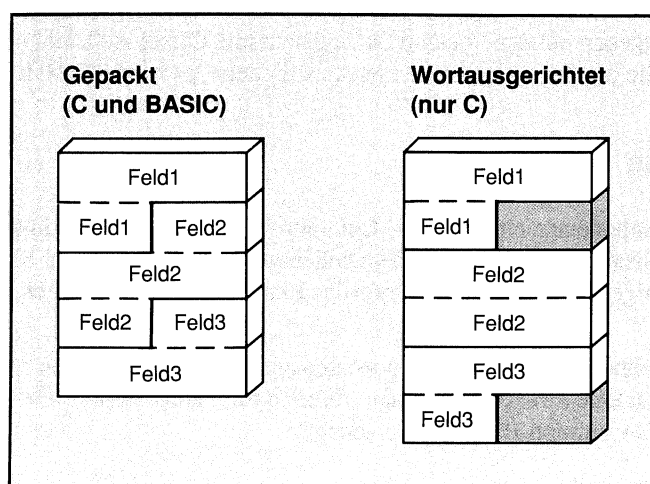 Gepackt
(C und BASIC)
Feld1
Feld1 Feld2
Feld2
Feld2 Feld3
Feld3
Wortausgerichtet
(nur C)
Feld1
Feld1
Feld2
Feld2
Feld3
Feld3